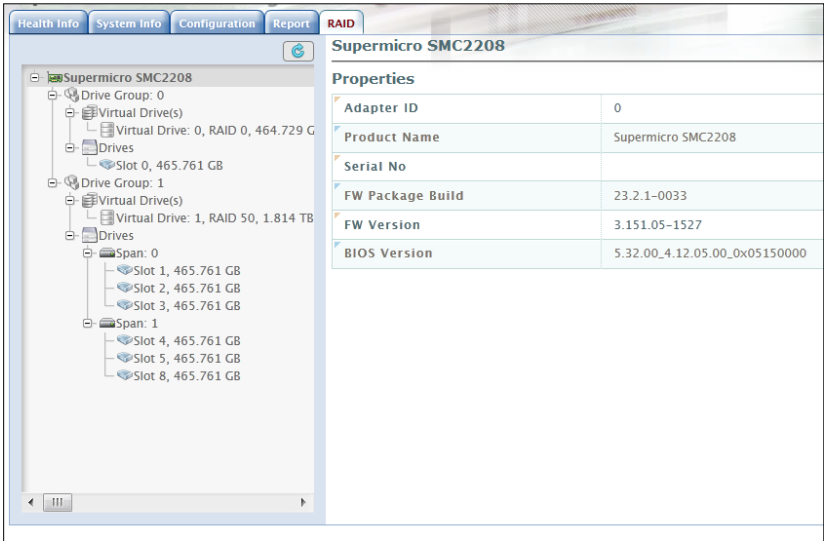 Health Info System Info Configuration Report RAID
Supermicro SMC2208
Drive Group: 0
Virtual Drive(s)
Virtual Drive: 0, RAID 0, 464.729 G
Drives
Slot 0, 465.761 GB
Drive Group: 1
Virtual Drive(s)
Virtual Drive: 1, RAID 50, 1.814 TB
Drives
Span: 0
Slot 1, 465.761 GB
Slot 2, 465.761 GB
Slot 3, 465.761 GB
Span: 1
Slot 4, 465.761 GB
Slot 5, 465.761 GB
Slot 8, 465.761 GB
Supermicro SMC2208
Properties
Adapter ID 0
Product Name Supermicro SMC2208
Serial No
FW Package Build 23.2.1-0033
FW Version 3.151.05-1527
BIOS Version 5.32.00_4.12.05.00_0x05150000